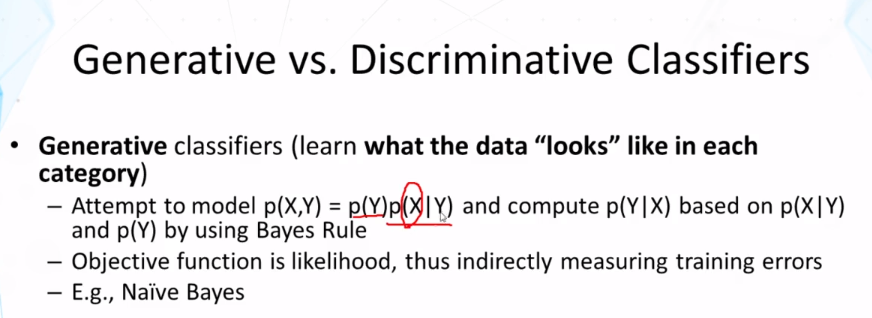 Generative vs. Discriminative Classifiers
• Generative classifiers (learn what the data “looks” like in each
category)
– Attempt to model p(X,Y) = p(Y)p(X|Y) and compute p(Y|X) based on p(X|Y)
and p(Y) by using Bayes Rule
– Objective function is likelihood, thus indirectly measuring training errors
– E.g., Naïve Bayes